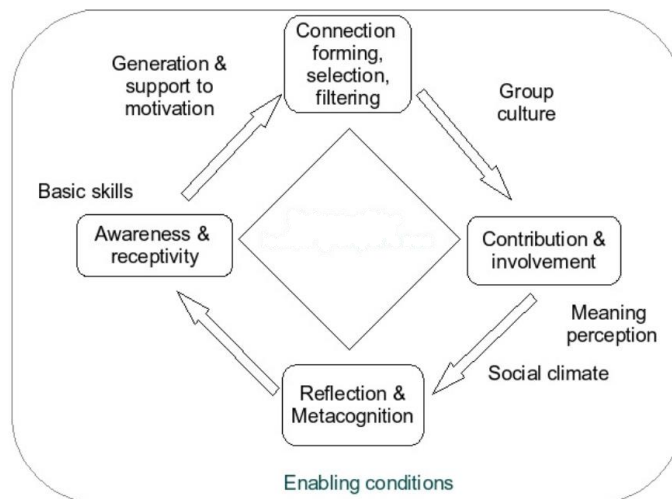 Connection
forming,
selection,
filtering
Generation &
support to
motivation
Group
culture
Basic skills
Awareness &
receptivity
Contribution &
involvement
Meaning
perception
Social climate
Reflection &
Metacognition
Enabling conditions